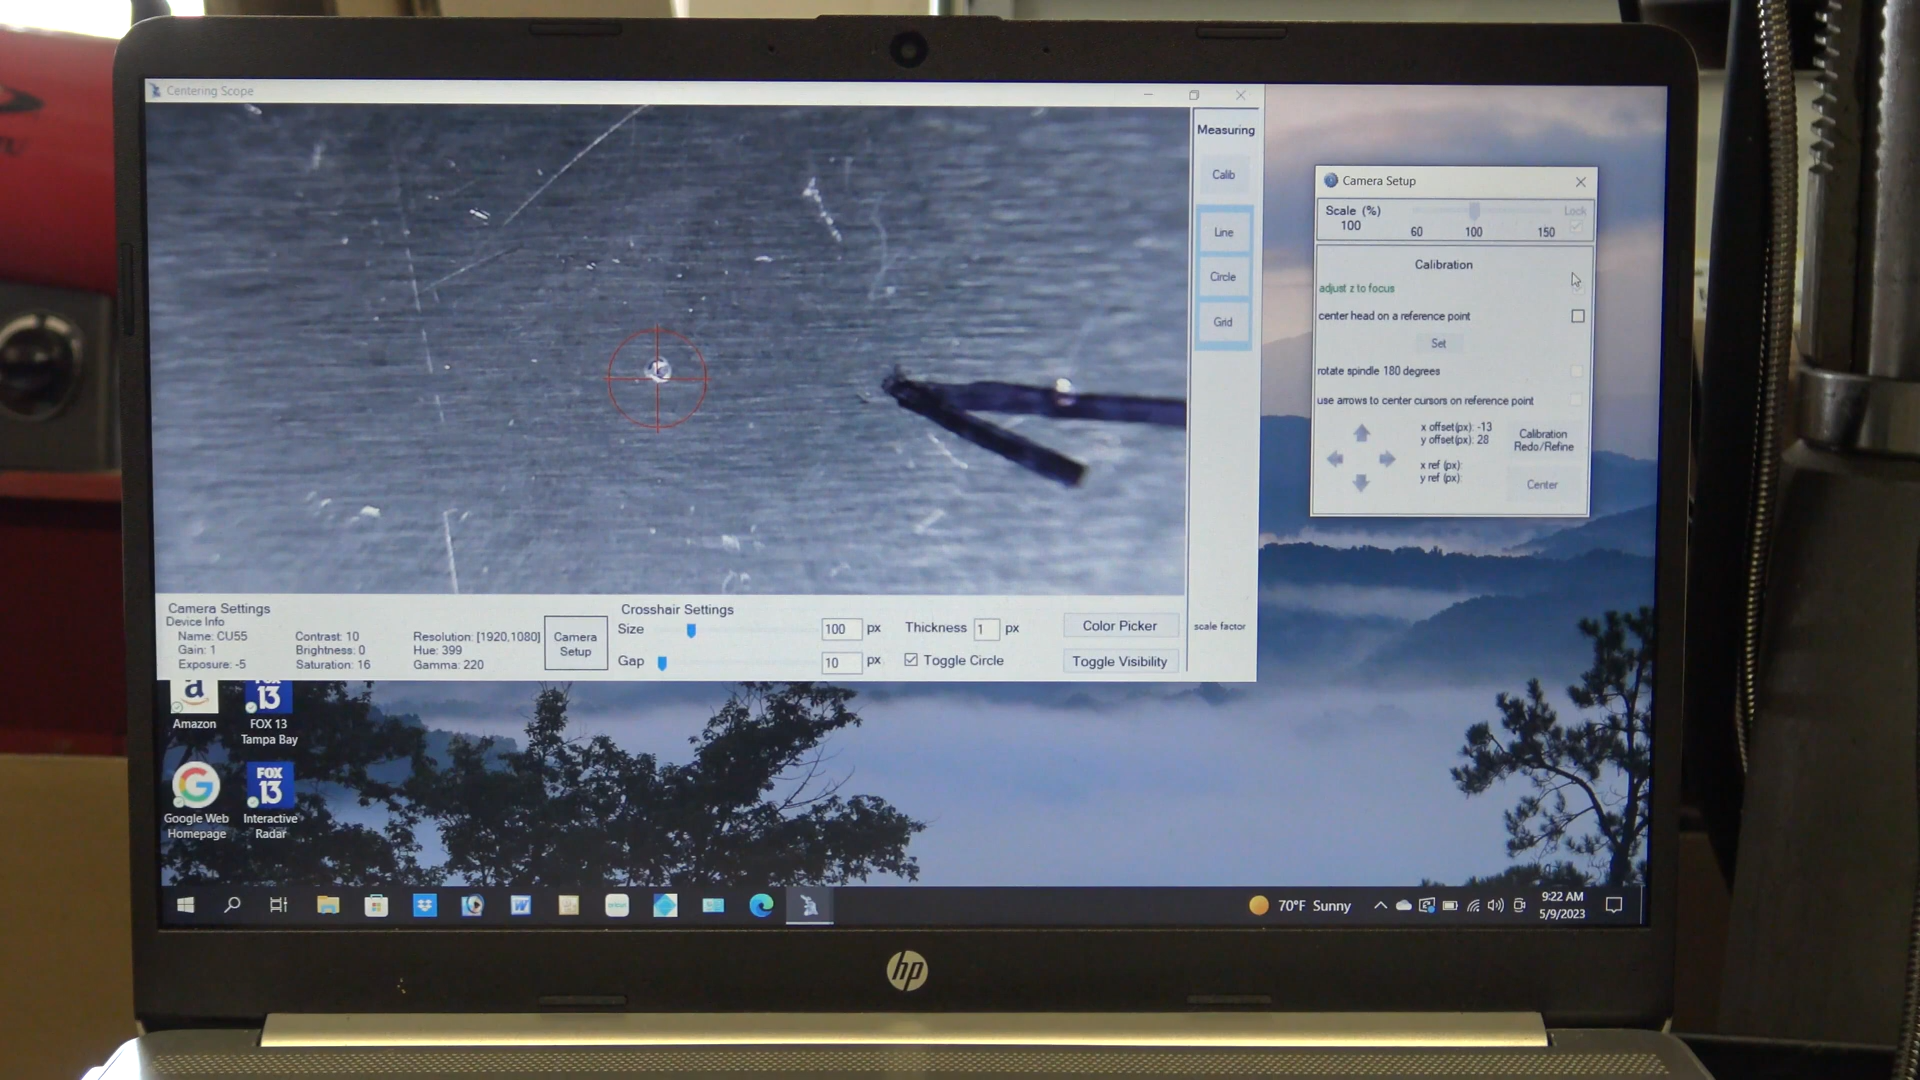 Centering Scope
Measuring
Calib
Line
Circle
Grid
scale factor
Camera Setup
Scale (%)
100
60
100
150
Lock
Calibration
adjust z to focus
center head on a reference point
Set
rotate spindle 180 degrees
use arrows to center cursors on reference point
x offset(px): -13
y offset(px): 28
x ref (px):
y ref (px):
Calibration
Redo/Refine
Center
Camera Settings
Device Info
Name: CU55
Gain: 1
Exposure: -5
Contrast: 10
Brightness: 0
Saturation: 16
Resolution: [1920,1080]
Hue: 399
Gamma: 220
Camera
Setup
Crosshair Settings
Size
100 px
Gap
10 px
Thickness 1 px
Toggle Circle
Color Picker
Toggle Visibility
a
Amazon
13
FOX 13
Tampa Bay
G
Google Web
Homepage
FOX
13
Interactive
Radar
W
70°F Sunny
9:22 AM
5/9/2023
hp